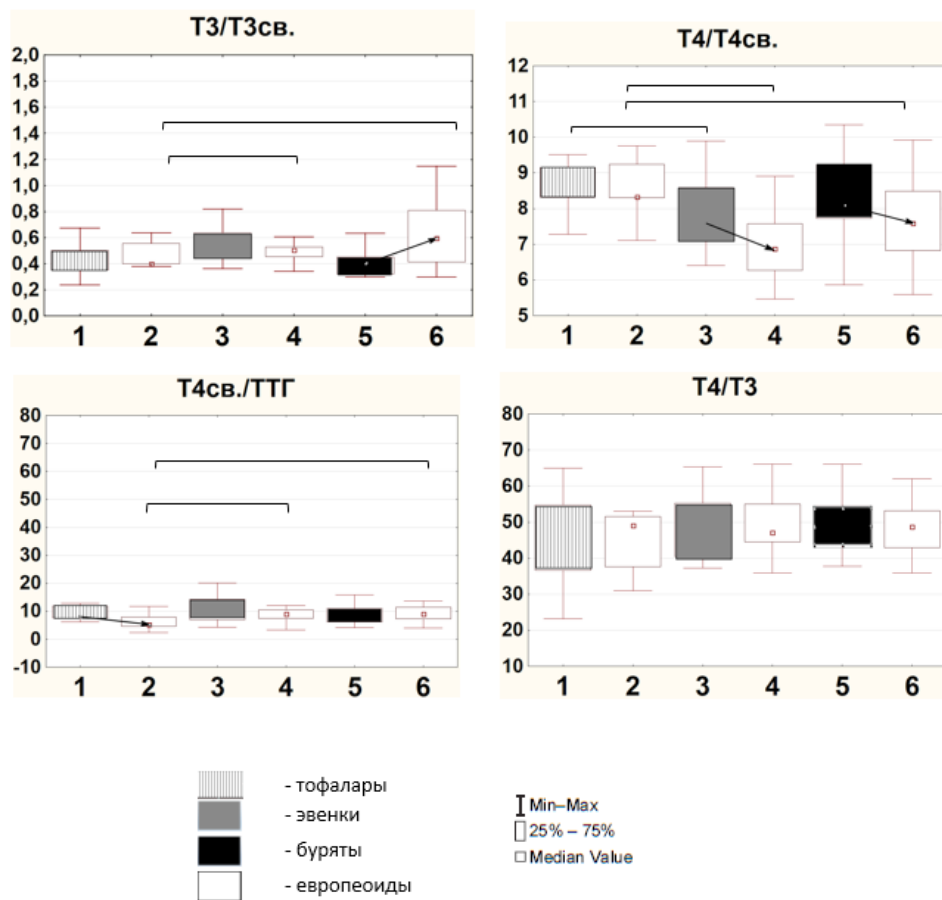 Т3/Т3св.
2,0
1,8
1,6
1,4
1,2
1,0
0,8
0,6
0,4
0,2
0,0
1 2 3 4 5 6
Т4/Т4св.
12
11
10
9
8
7
6
5
1 2 3 4 5 6
Т4св./ТТГ
80
70
60
50
40
30
20
10
0
-10
1 2 3 4 5 6
Т4/Т3
80
70
60
50
40
30
20
10
1 2 3 4 5 6
- тофалары
- эвенки
- буряты
- европеоиды
Min–Max
25% – 75%
Median Value